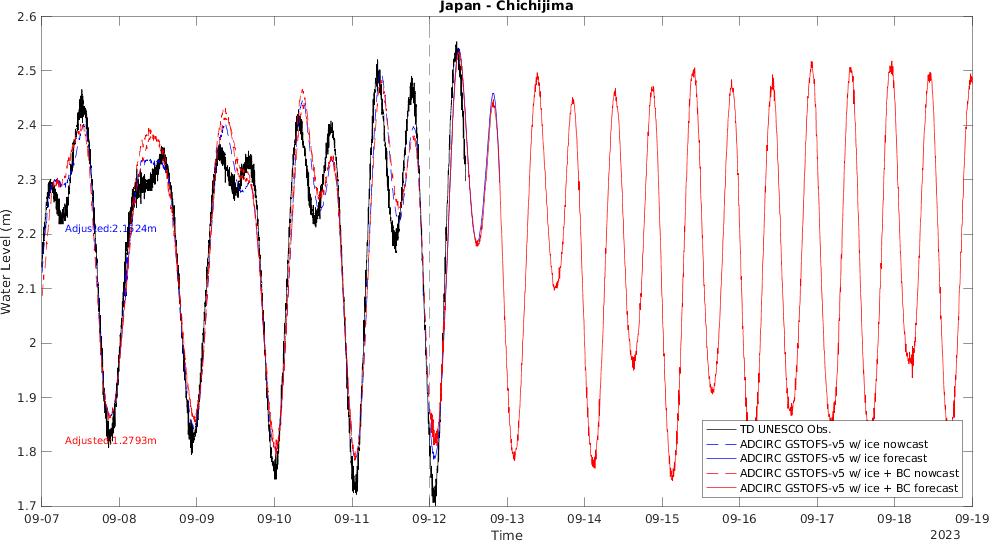 Japan - Chichijima
Water Level (m)
2.6
2.5
2.4
2.3
2.2
2.1
2
1.9
1.8
1.7
Adjusted:2.1524m
Adjusted:1.2793m
TD UNESCO Obs.
ADCIRC GSTOFS-v5 w/ ice nowcast
ADCIRC GSTOFS-v5 w/ ice forecast
ADCIRC GSTOFS-v5 w/ ice + BC nowcast
ADCIRC GSTOFS-v5 w/ ice + BC forecast
09-07 09-08 09-09 09-10 09-11 09-12 09-13 09-14 09-15 09-16 09-17 09-18 09-19
Time
2023